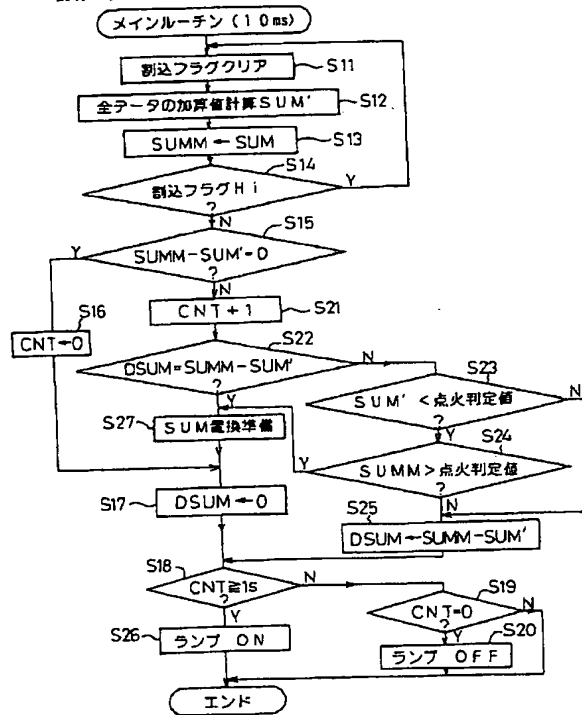 メインルーチン(10ms)
割込フラグクリア
S11
全データの加算値計算SUM'
S12
SUMM←SUM
S13
S14
割込フラグHi
?
Y
N
S15
Y
SUMM-SUM'=0
?
N
S16
CNT+1
S21
CNT←0
S22
DSUM=SUMM-SUM'
?
N
Y
S23
SUM'<点火判定値
?
N
S27
SUM置換準備
Y
S24
Y
SUMM>点火判定値
?
N
S17
DSUM←0
S25
DSUM←SUMM-SUM'
S18
CNT≧1s
?
N
Y
S19
CNT=0
?
N
Y
S26
ランプ ON
S20
ランプ OFF
エンド